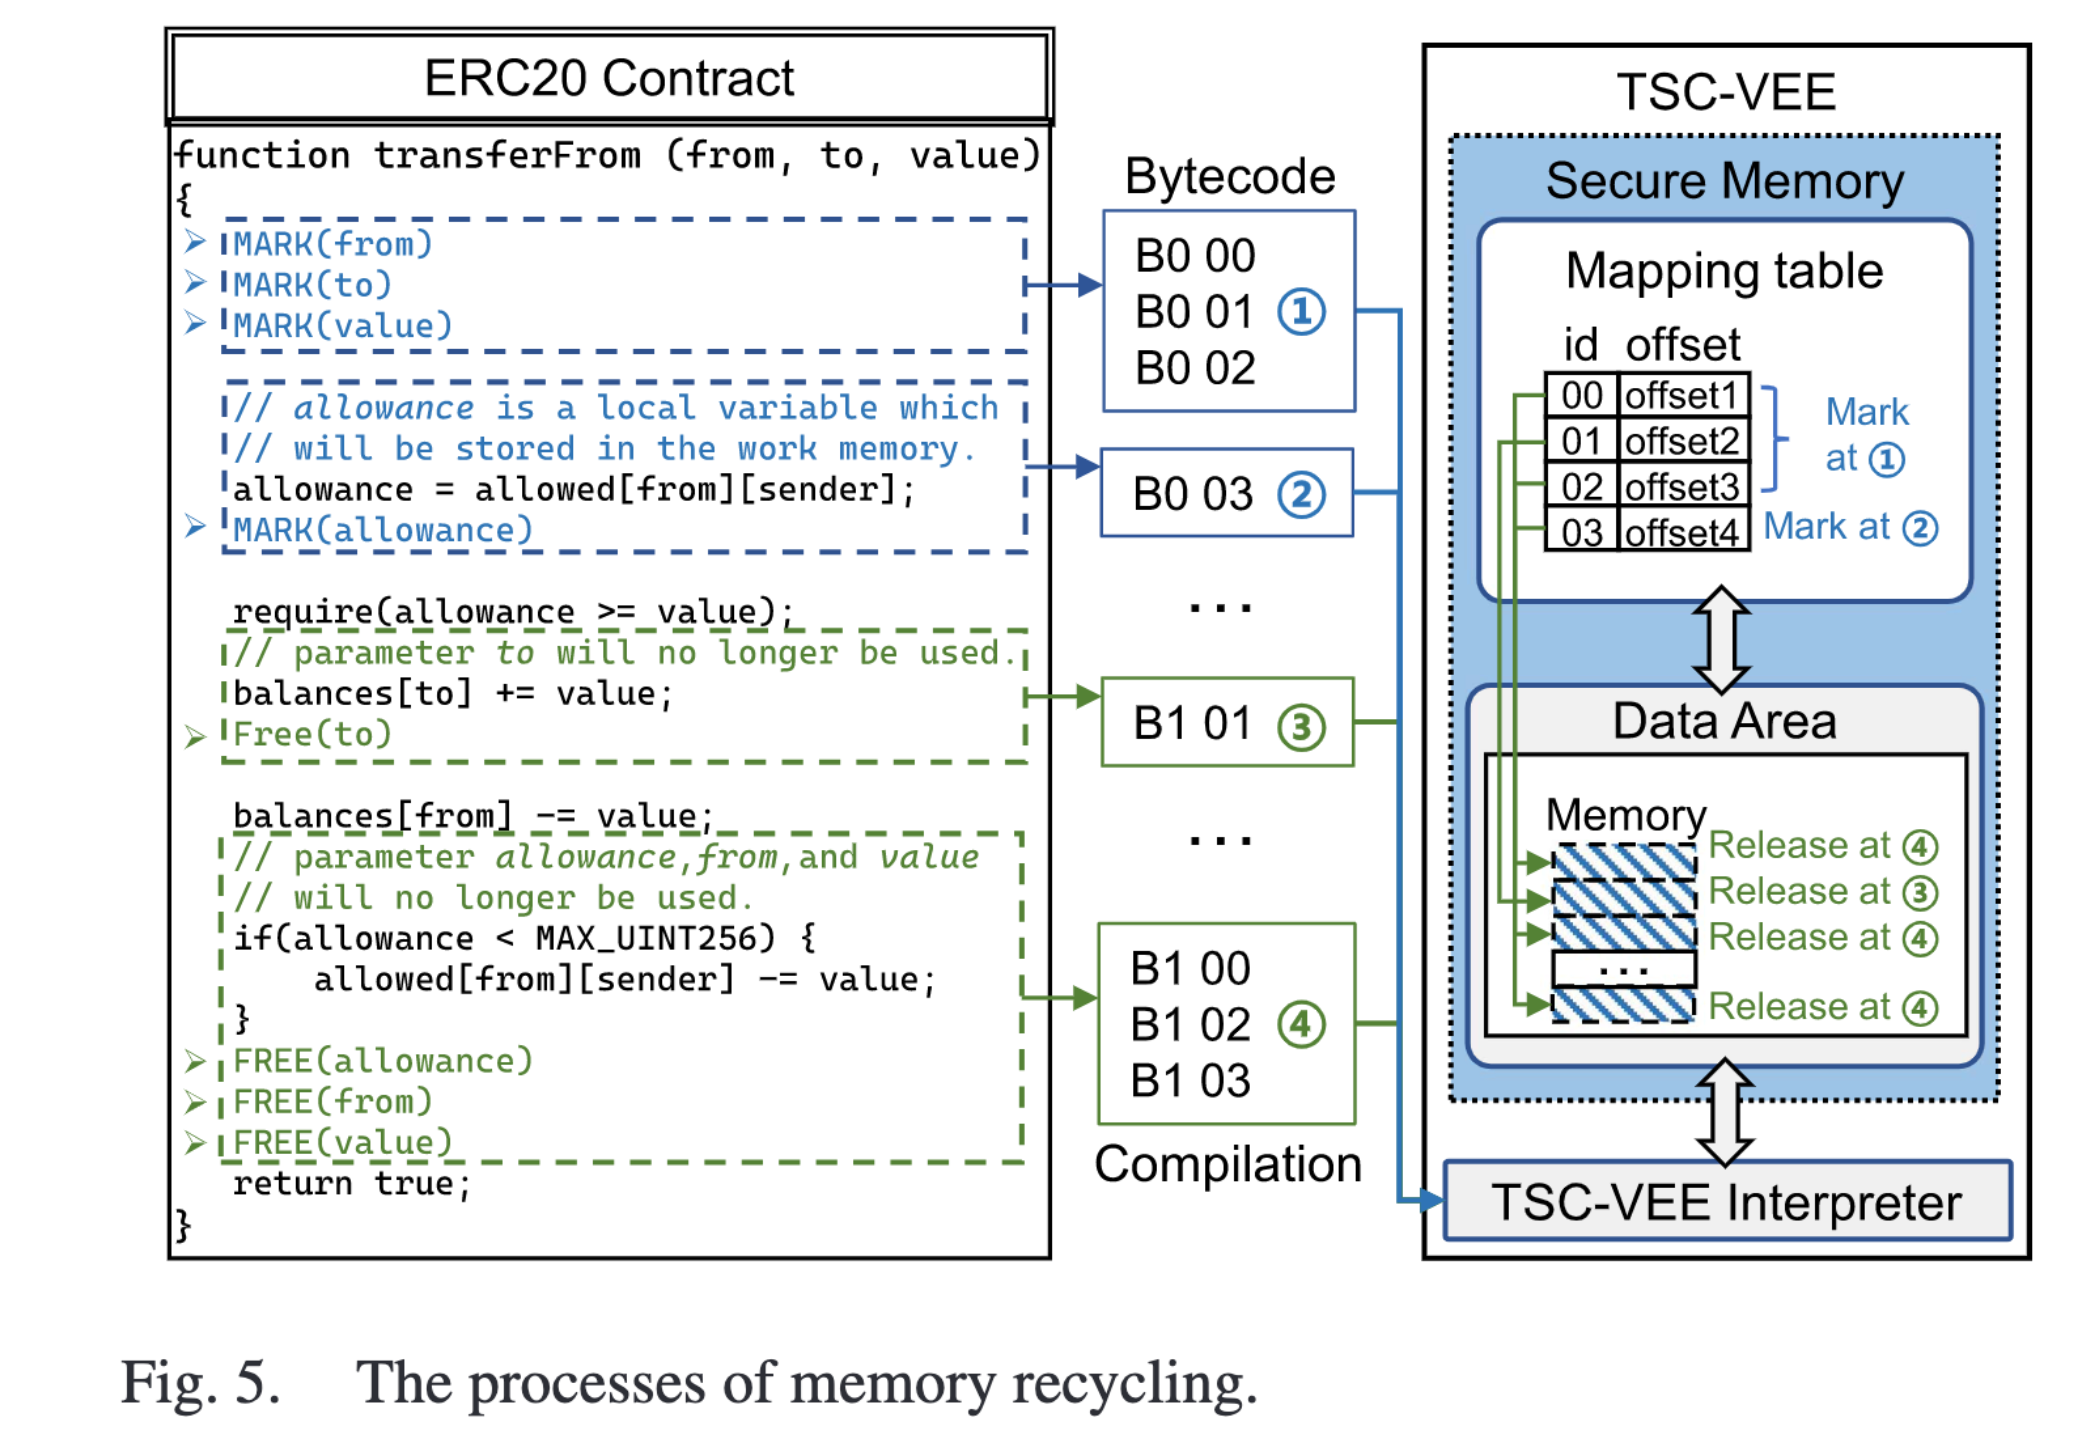 ERC20 Contract
function transferFrom (from, to, value)
{
MARK(from)
MARK(to)
MARK(value)
// allowance is a local variable which
// will be stored in the work memory.
allowance = allowed[from][sender];
MARK(allowance)
require(allowance >= value);
// parameter to will no longer be used.
balances[to] += value;
Free(to)
balances[from] -= value;
// parameter allowance,from,and value
// will no longer be used.
if(allowance < MAX_UINT256) {
allowed[from][sender] -= value;
}
FREE(allowance)
FREE(from)
FREE(value)
return true;
}
Bytecode
B0 00
B0 01 ①
B0 02
B0 03 ②
...
B1 01 ③
...
B1 00
B1 02 ④
B1 03
Compilation
TSC-VEE
Secure Memory
Mapping table
id offset
00 offset1
01 offset2
02 offset3
03 offset4
Mark
at ①
Mark at ②
Data Area
Memory
Release at ④
Release at ③
Release at ④
...
Release at ④
TSC-VEE Interpreter
Fig. 5. The processes of memory recycling.